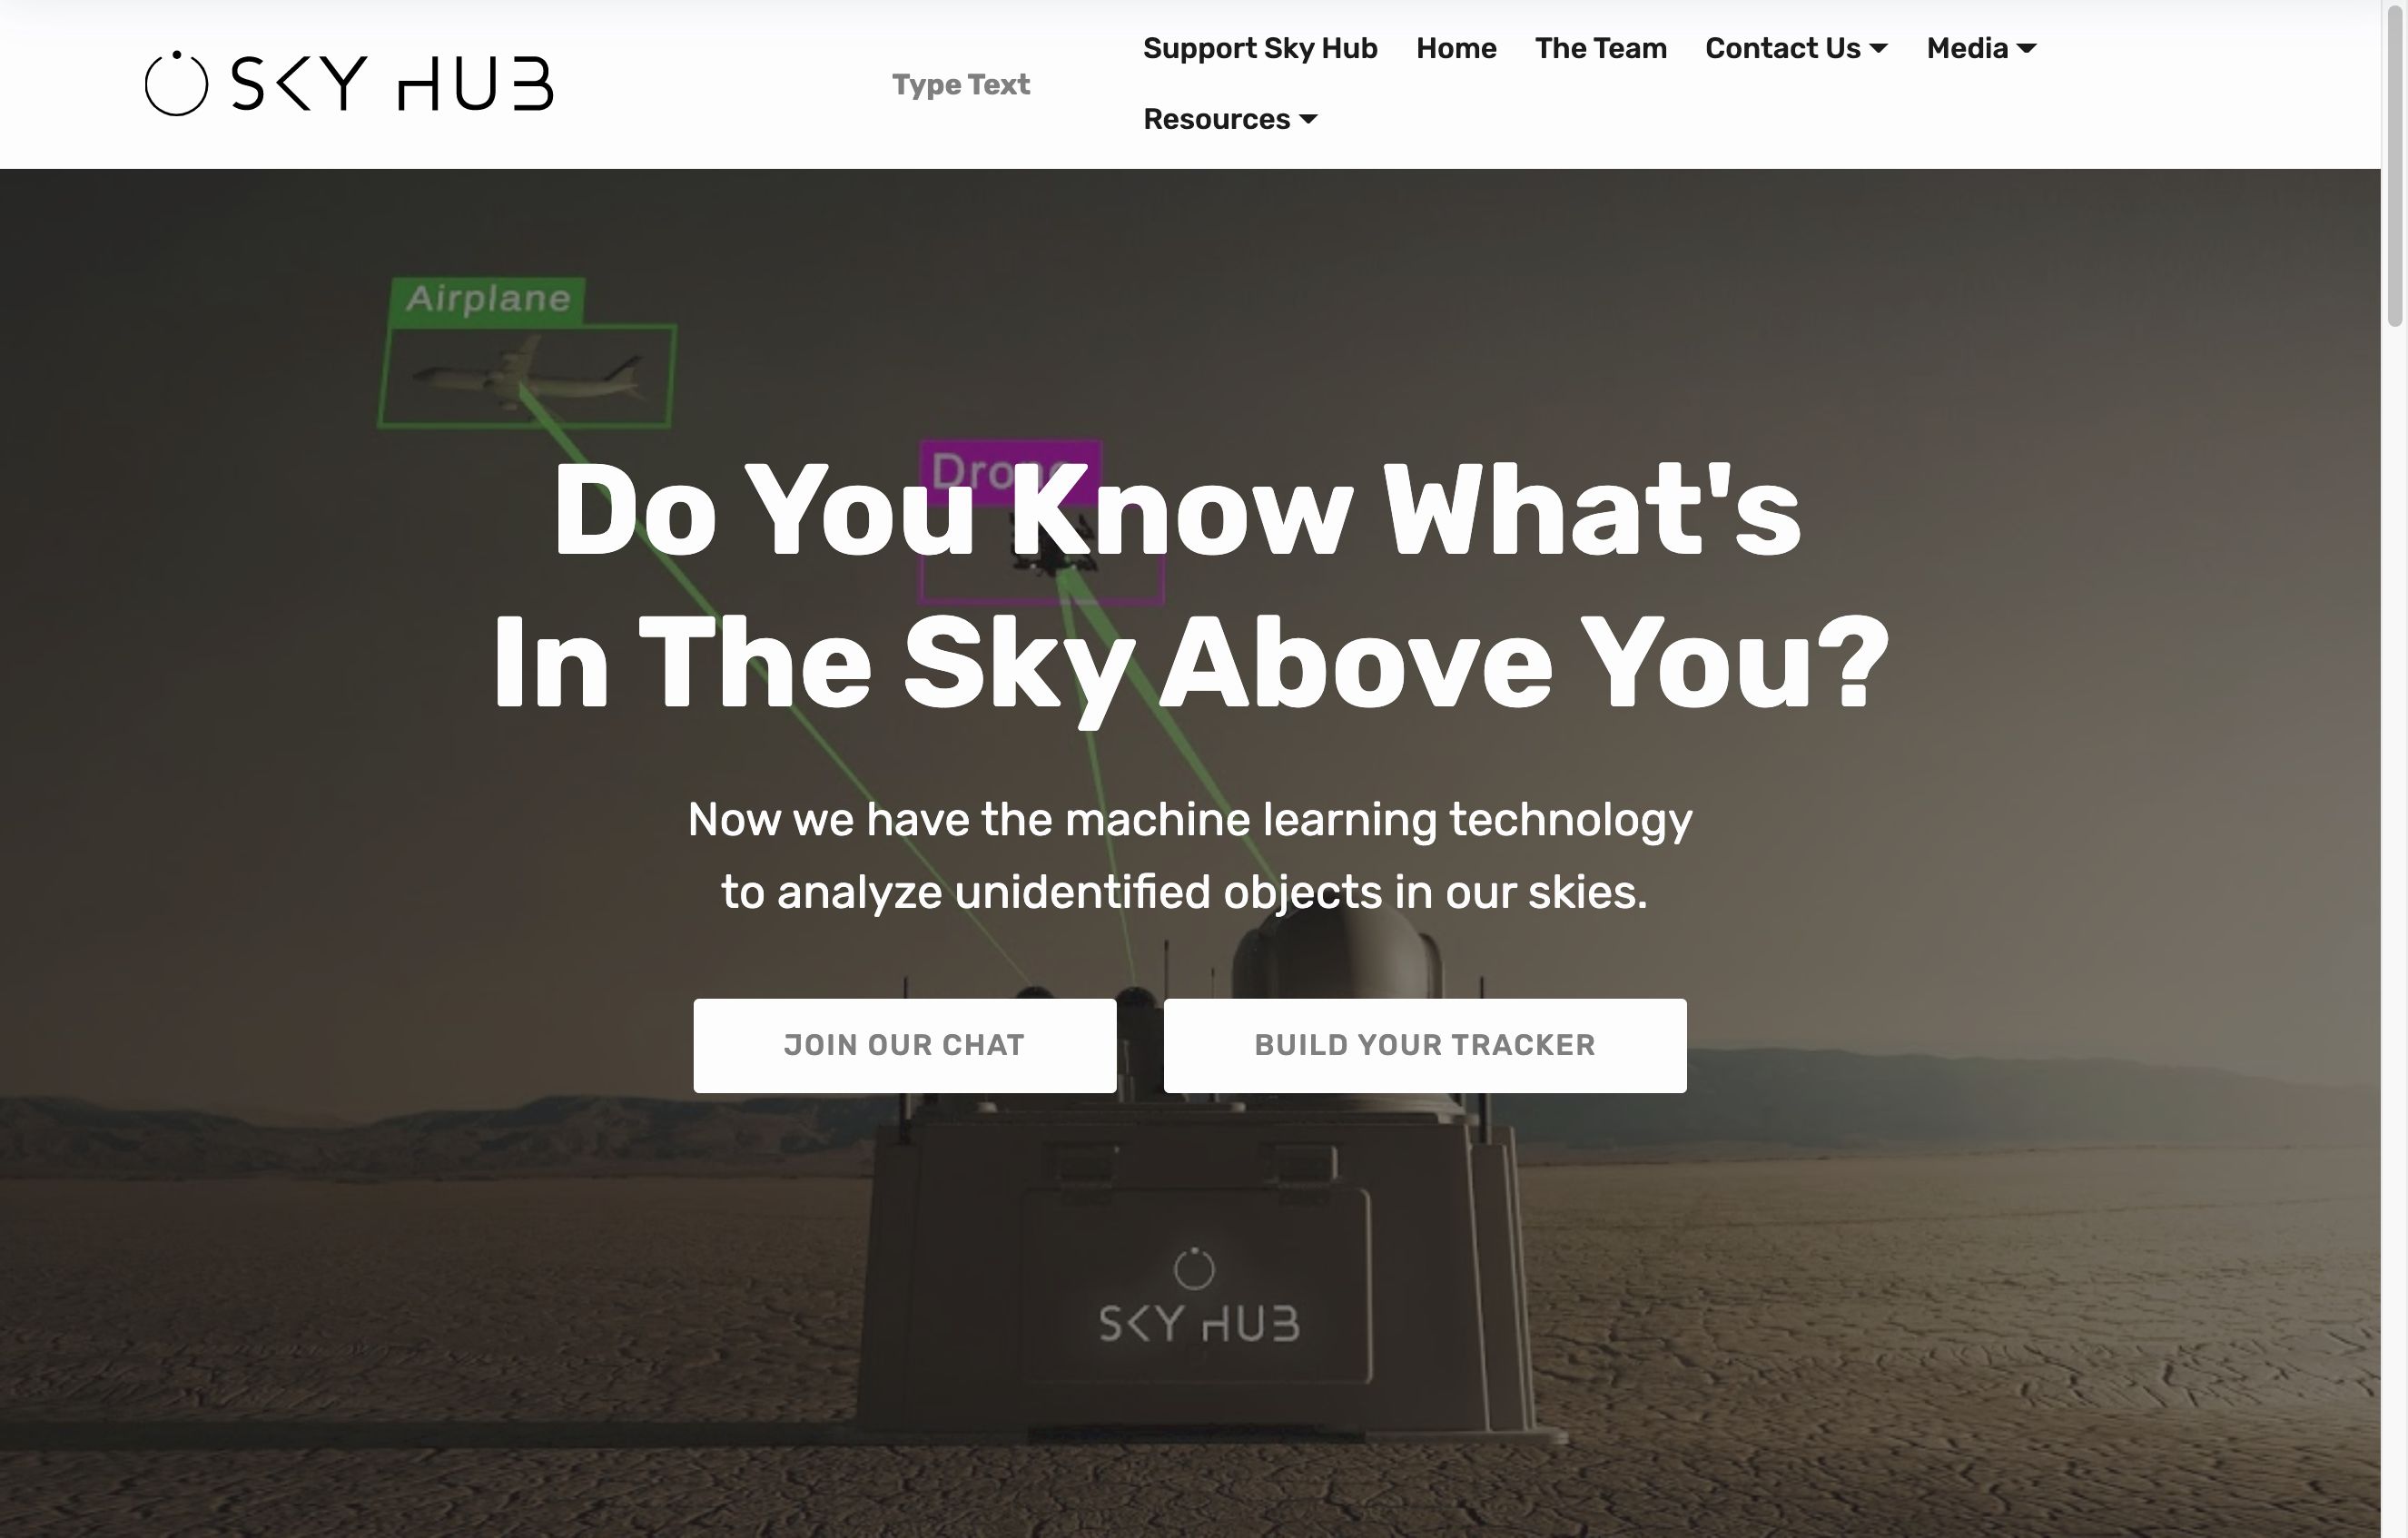 SKY HUB
Type Text
Support Sky Hub Home The Team Contact Us Media
Resources
Airplane
Drone
Do You Know What's
In The Sky Above You?
Now we have the machine learning technology
to analyze unidentified objects in our skies.
JOIN OUR CHAT BUILD YOUR TRACKER
SKY HUB